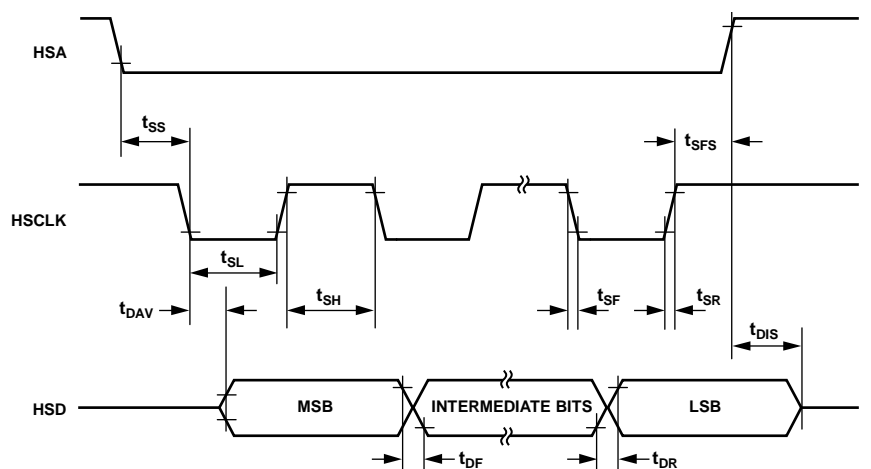 HSA
tSS
tSFS
HSCLK
tSL
tSH
tSF
tSR
tDAV
tDIS
HSD
MSB
INTERMEDIATE BITS
LSB
tDF
tDR